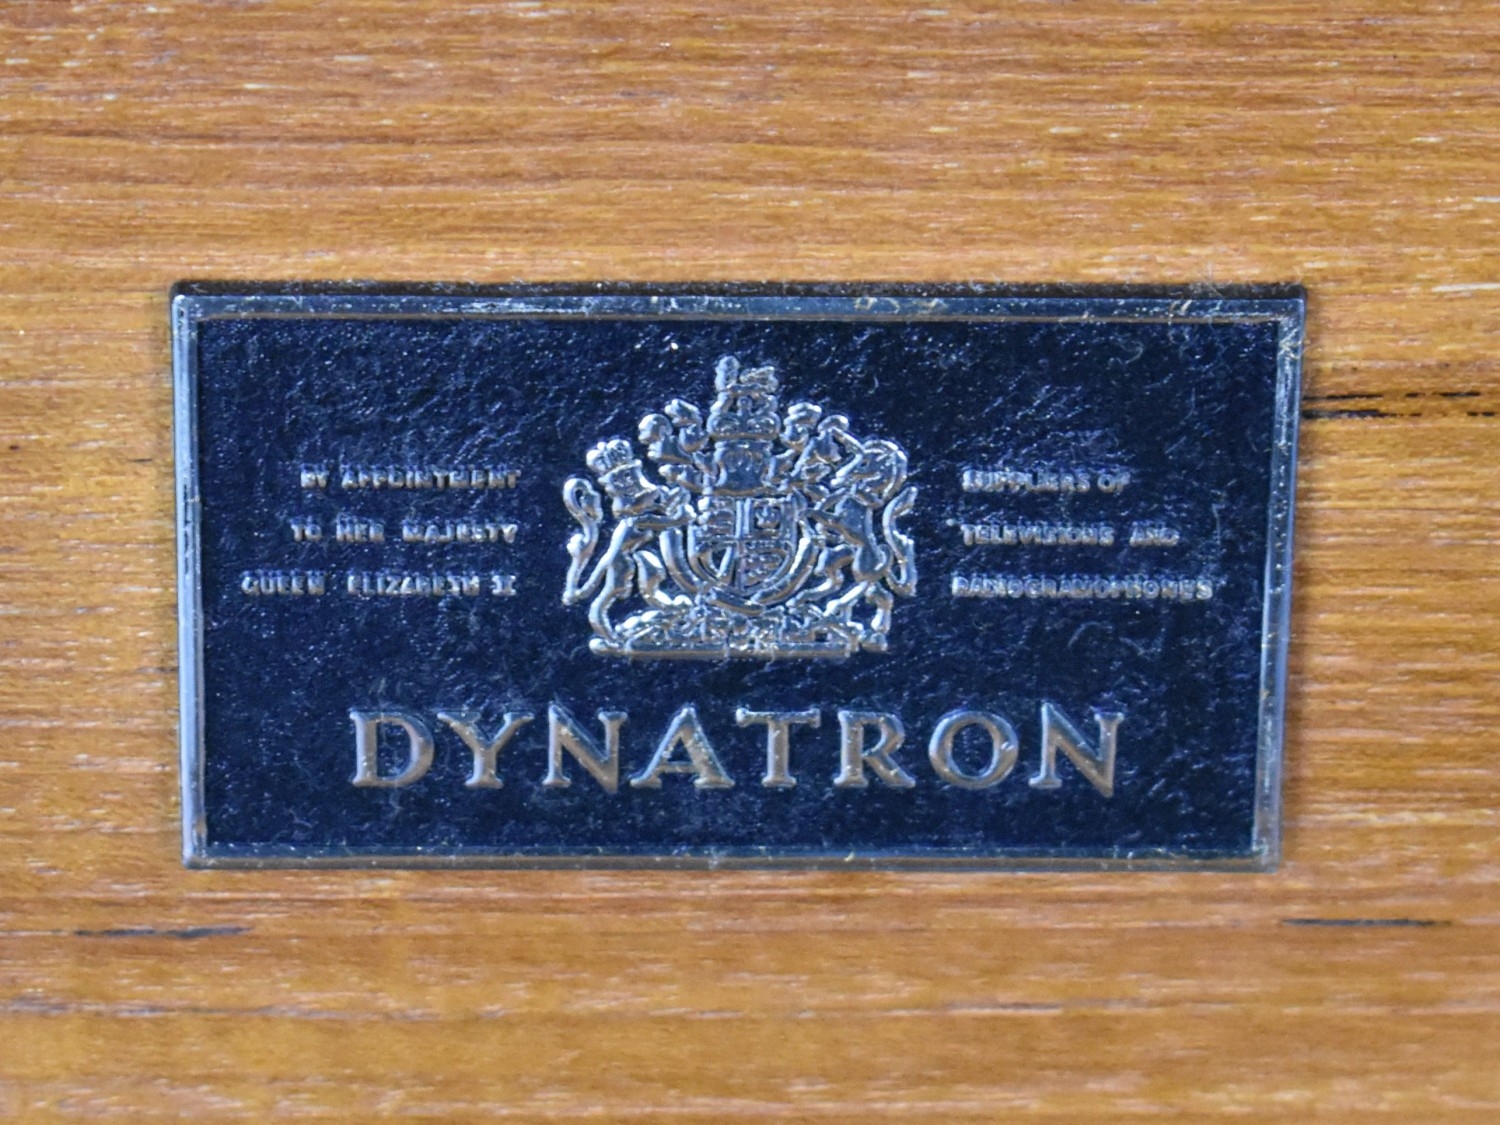 BY APPOINTMENT
TO HER MAJESTY
QUEEN ELIZABETH II
SUPPLIERS OF
TELEVISIONS AND
RADIOGRAMOPHONES
DYNATRON